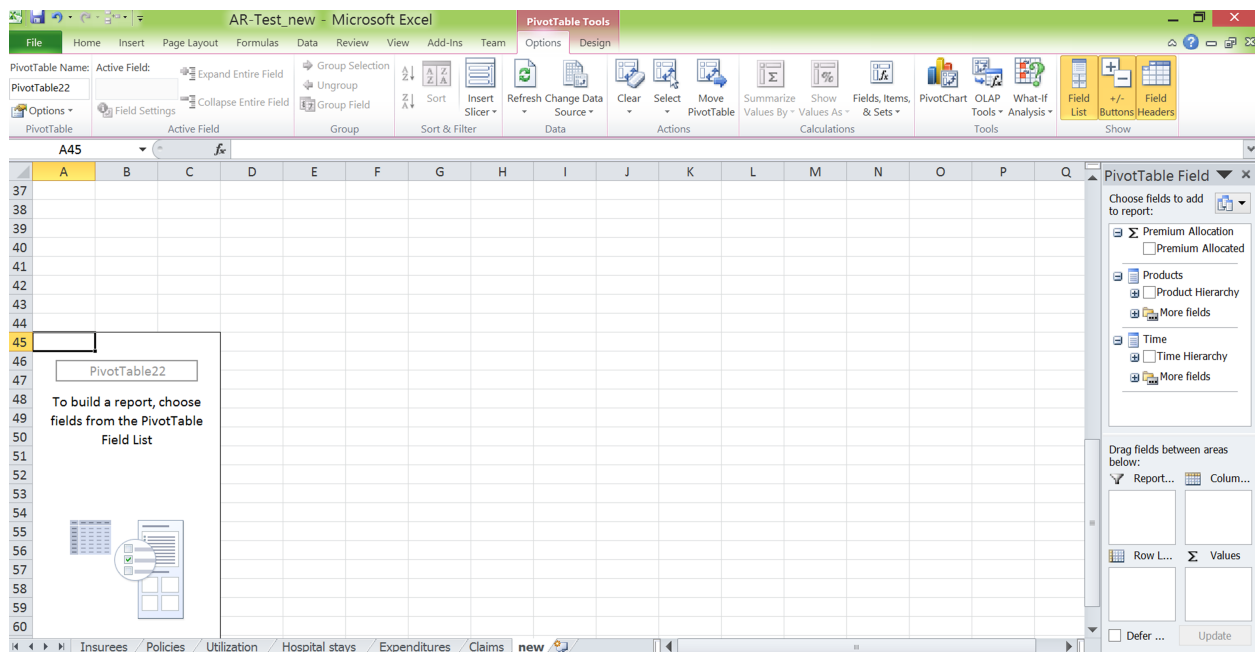 AR-Test_new - Microsoft Excel
PivotTable Tools
File Home Insert Page Layout Formulas Data Review View Add-Ins Team Options Design
PivotTable Name: Active Field:
PivotTable22
Options
Field Settings
Expand Entire Field
Collapse Entire Field
Group Selection
Ungroup
Group Field
Sort
Insert Slicer
Refresh
Change Data Source
Clear
Select
Move PivotTable
Summarize Values By
Show Values As
Fields, Items, & Sets
PivotChart
OLAP Tools
What-If Analysis
Field List
+/- Buttons
Field Headers
PivotTable Active Field Group Sort & Filter Data Actions Calculations Tools Show
A45 fx
A B C D E F G H I J K L M N O P Q
37
38
39
40
41
42
43
44
45
46
47
48
49
50
51
52
53
54
55
56
57
58
59
60
PivotTable22
To build a report, choose
fields from the PivotTable
Field List
PivotTable Field
Choose fields to add
to report:
Σ Premium Allocation
Premium Allocated
Products
Product Hierarchy
More fields
Time
Time Hierarchy
More fields
Drag fields between areas
below:
Report... Colum...
Row L... Σ Values
Defer ... Update
Insurees Policies Utilization Hospital stays Expenditures Claims new